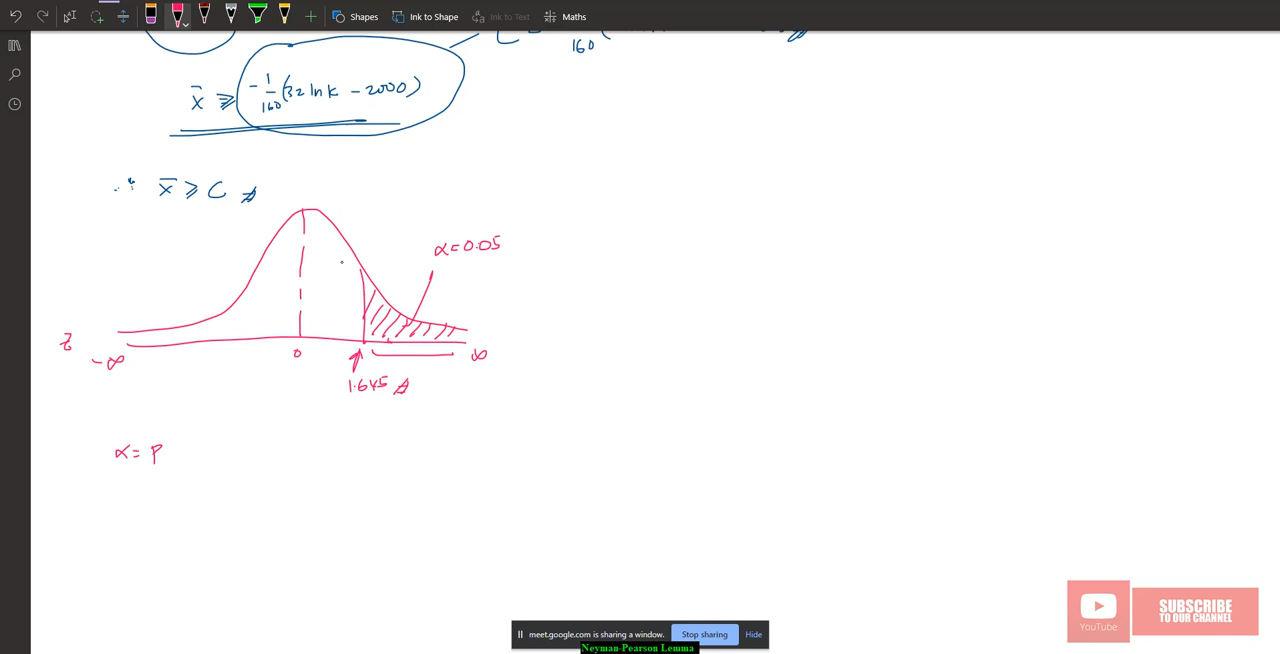 Shapes Ink to Shape Ink to Text Maths
160
x̄ ≥ -1/160 (32 ln k - 2000)
∴ x̄ ≥ C
α = 0.05
z
-∞
0
∞
1.645
α = P
meet.google.com is sharing a window. Stop sharing Hide
Neyman-Pearson Lemma
YouTube
SUBSCRIBE
TO OUR CHANNEL